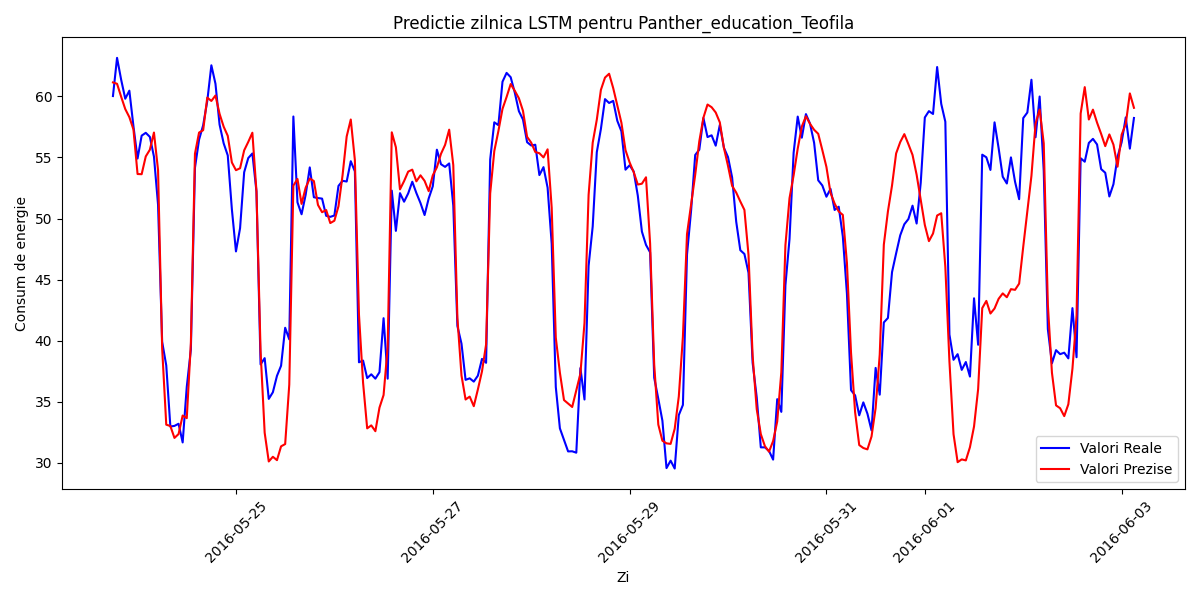 Predictie zilnica LSTM pentru Panther_education_Teofila
Consum de energie
60
55
50
45
40
35
30
Valori Reale
Valori Prezise
2016-05-25
2016-05-27
2016-05-29
2016-05-31
2016-06-01
2016-06-03
Zi